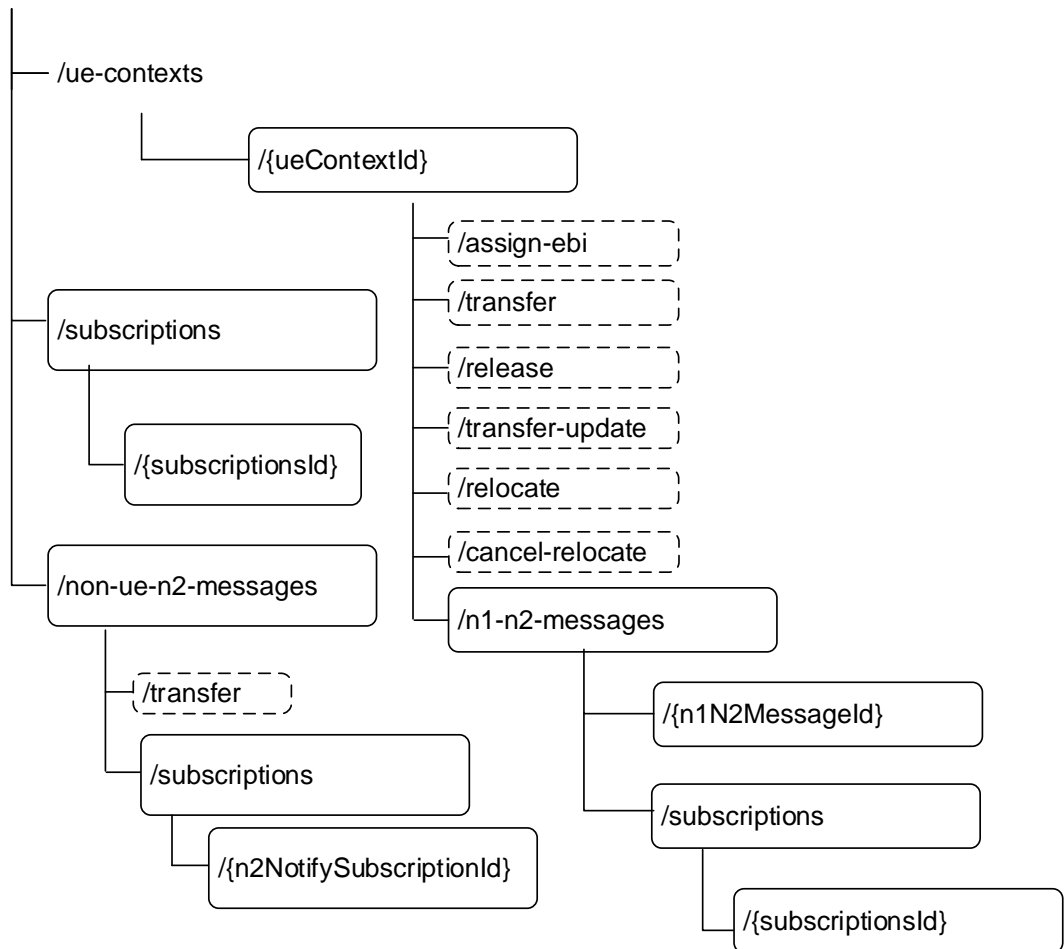 /ue-contexts
/{ueContextId}
/assign-ebi
/transfer
/release
/transfer-update
/relocate
/cancel-relocate
/n1-n2-messages
/{n1N2MessageId}
/subscriptions
/{subscriptionsId}
/subscriptions
/{subscriptionsId}
/non-ue-n2-messages
/transfer
/subscriptions
/{n2NotifySubscriptionId}